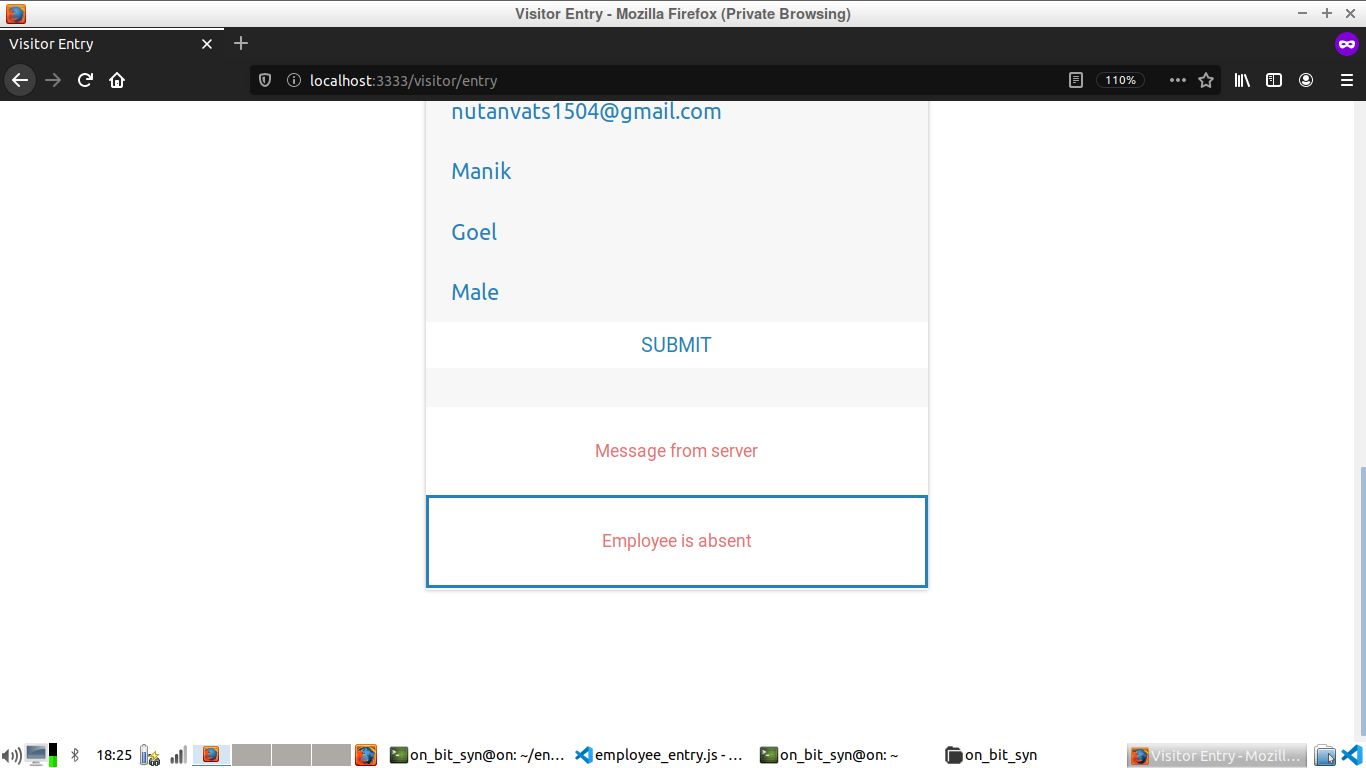 Visitor Entry - Mozilla Firefox (Private Browsing)
Visitor Entry
localhost:3333/visitor/entry
110%
nutanvats1504@gmail.com
Manik
Goel
Male
SUBMIT
Message from server
Employee is absent
18:25
on_bit_syn@on: ~/en...
employee_entry.js - ...
on_bit_syn@on: ~
on_bit_syn
Visitor Entry - Mozill...